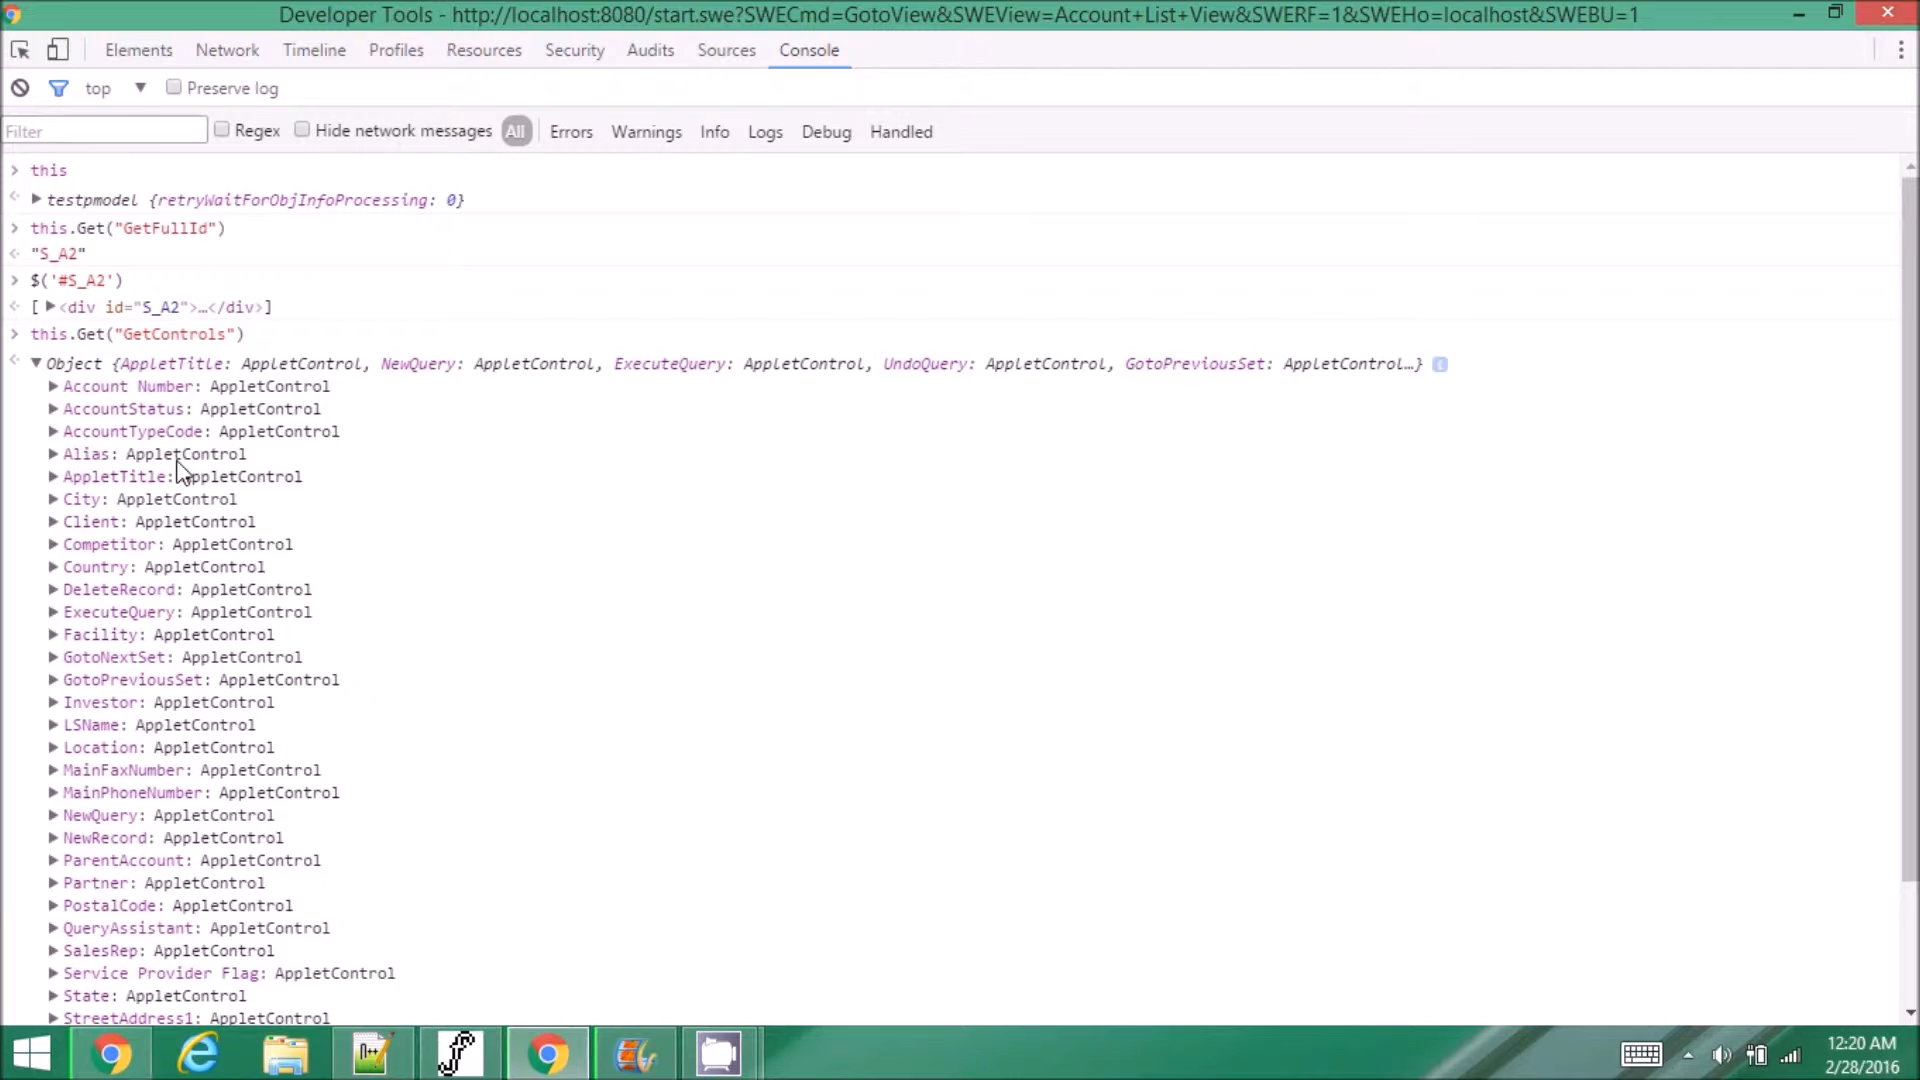 Developer Tools - http://localhost:8080/start.swe?SWECmd=GotoView&SWEView=Account+List+View&SWERF=1&SWEHo=localhost&SWEBU=1
Elements Network Timeline Profiles Resources Security Audits Sources Console
top Preserve log
Filter Regex Hide network messages All Errors Warnings Info Logs Debug Handled
this
testpmodel {retryWaitForObjInfoProcessing: 0}
this.Get("GetFullId")
"S_A2"
$('#S_A2')
[ <div id="S_A2">…</div>]
this.Get("GetControls")
Object {AppletTitle: AppletControl, NewQuery: AppletControl, ExecuteQuery: AppletControl, UndoQuery: AppletControl, GotoPreviousSet: AppletControl…}
Account Number: AppletControl
AccountStatus: AppletControl
AccountTypeCode: AppletControl
Alias: AppletControl
AppletTitle: AppletControl
City: AppletControl
Client: AppletControl
Competitor: AppletControl
Country: AppletControl
DeleteRecord: AppletControl
ExecuteQuery: AppletControl
Facility: AppletControl
GotoNextSet: AppletControl
GotoPreviousSet: AppletControl
Investor: AppletControl
LSName: AppletControl
Location: AppletControl
MainFaxNumber: AppletControl
MainPhoneNumber: AppletControl
NewQuery: AppletControl
NewRecord: AppletControl
ParentAccount: AppletControl
Partner: AppletControl
PostalCode: AppletControl
QueryAssistant: AppletControl
SalesRep: AppletControl
Service Provider Flag: AppletControl
State: AppletControl
StreetAddress1: AppletControl
12:20 AM
2/28/2016